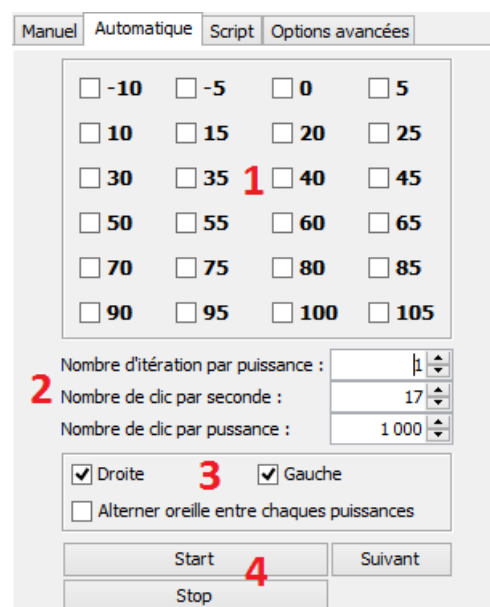 Manuel Automatique Script Options avancées
-10 -5 0 5
10 15 20 25
30 35 1 40 45
50 55 60 65
70 75 80 85
90 95 100 105
Nombre d'itération par puissance : 1
2 Nombre de clic par seconde : 17
Nombre de clic par pussance : 1 000
Droite 3 Gauche
Alterner oreille entre chaques puissances
Start 4 Suivant
Stop